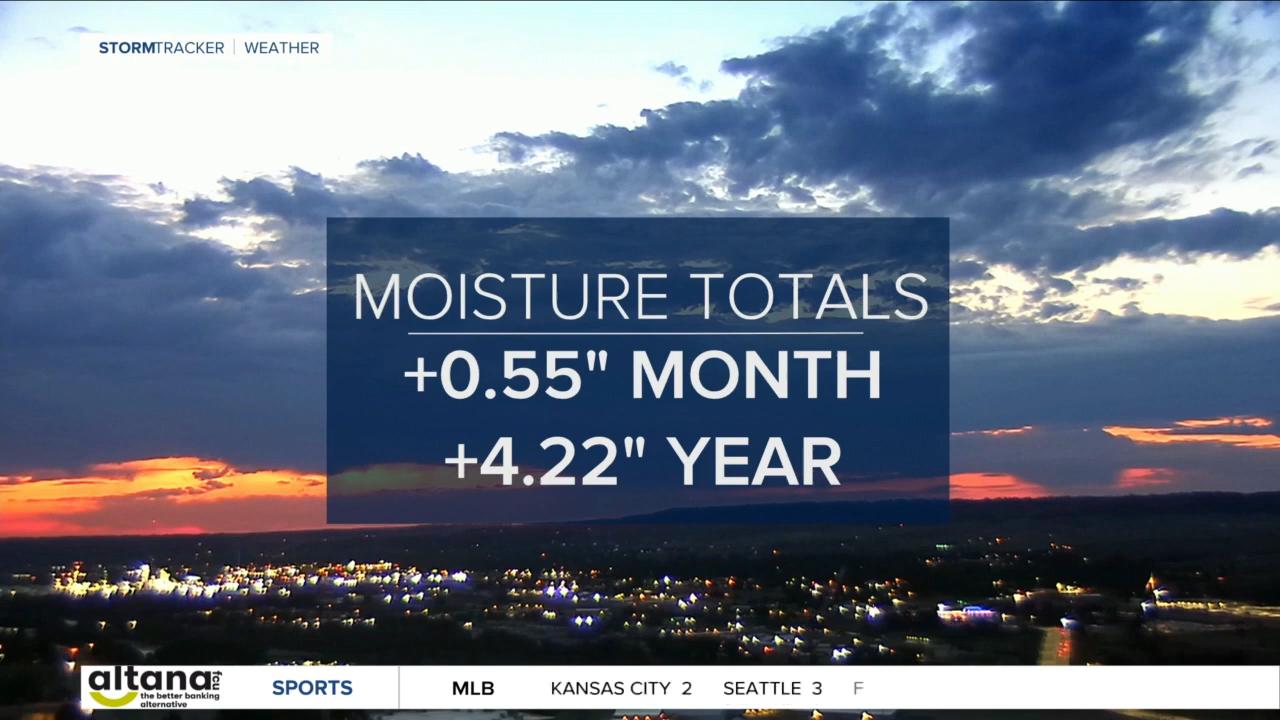 STORMTRACKER | WEATHER
MOISTURE TOTALS
+0.55" MONTH
+4.22" YEAR
altana fcu
the better banking
alternative
SPORTS
MLB
KANSAS CITY 2 SEATTLE 3 F